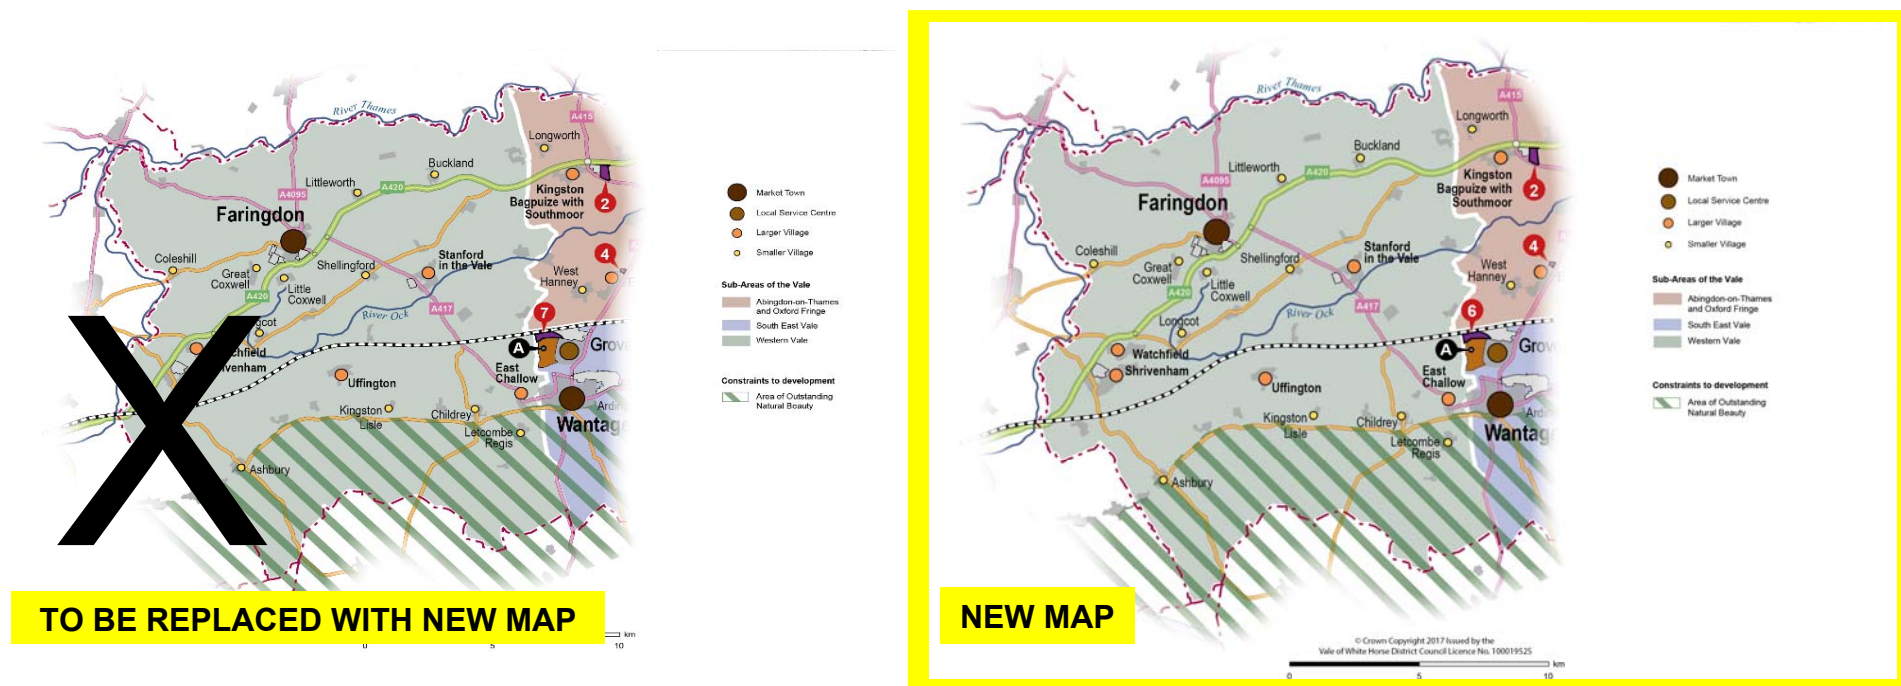 River Thames
A415
Longworth
Buckland
Littleworth
A4095
A420
Kingston
Bagpuize with
Southmoor
2
Faringdon
4
Coleshill
Great
Coxwell
Shellingford
Stanford
in the Vale
West
Hanney
Little
Coxwell
A420
A417
River Ock
7
A
East
Challow
Uffington
Kingston
Lisle
Childrey
Letcombe
Regis
Ashbury
X
TO BE REPLACED WITH NEW MAP
0 5 10
km
Market Town
Local Service Centre
Larger Village
Smaller Village
Sub-Areas of the Vale
Abingdon-on-Thames
and Oxford Fringe
South East Vale
Western Vale
Constraints to development
Area of Outstanding
Natural Beauty
River Thames
A415
Longworth
Buckland
Littleworth
A4095
A420
Kingston
Bagpuize with
Southmoor
2
Faringdon
4
Coleshill
Great
Coxwell
Shellingford
Stanford
in the Vale
West
Hanney
Little
Coxwell
A420
A417
River Ock
Longcot
6
A
Watchfield
Shrivenham
East
Challow
Uffington
Kingston
Lisle
Childrey
Letcombe
Regis
Ashbury
NEW MAP
© Crown Copyright 2017 Issued by the
Vale of White Horse District Council Licence No. 100019525
km
0 5 10
Market Town
Local Service Centre
Larger Village
Smaller Village
Sub-Areas of the Vale
Abingdon-on-Thames
and Oxford Fringe
South East Vale
Western Vale
Constraints to development
Area of Outstanding
Natural Beauty